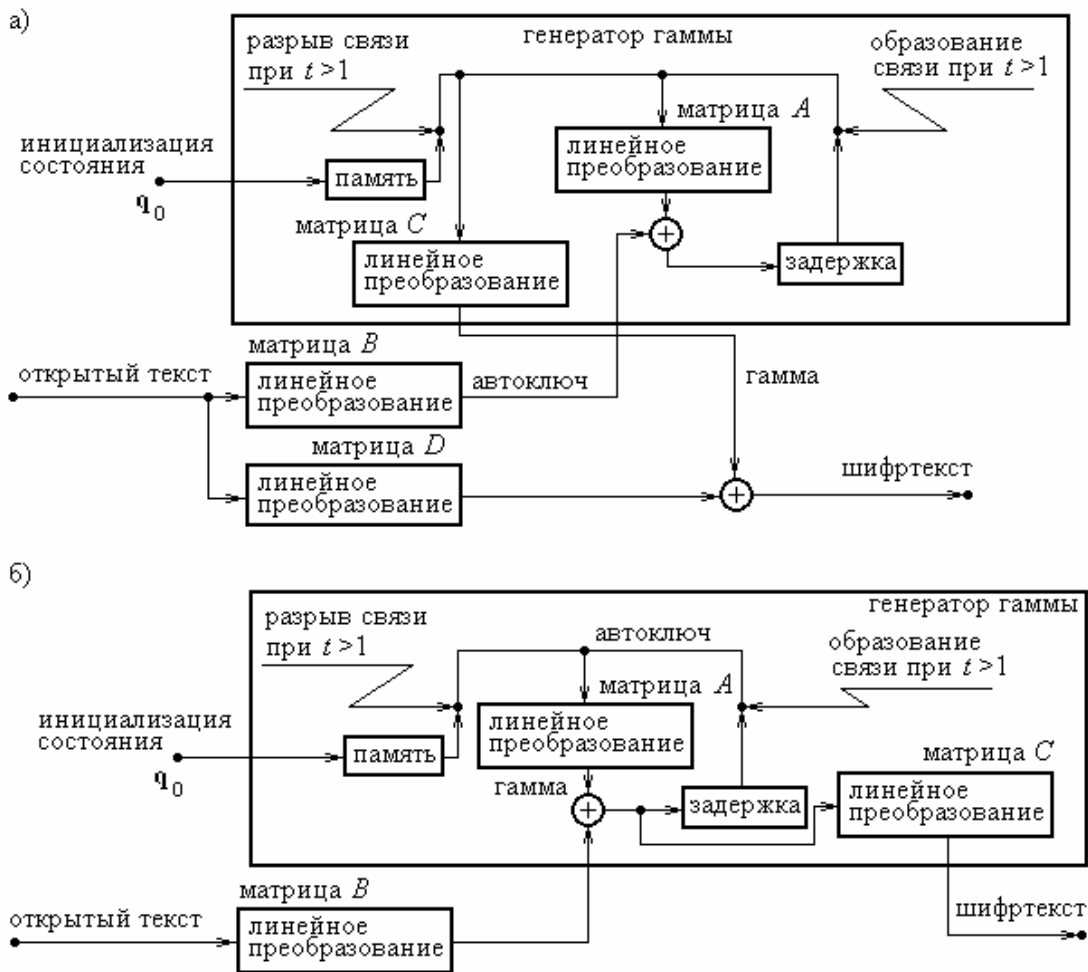 а)
разрыв связи
при t >1
генератор гаммы
образование
связи при t >1
матрица A
инициализация
состояния
линейное
преобразование
память
q₀
матрица C
линейное
преобразование
задержка
матрица B
открытый текст
линейное
преобразование
автоключ
гамма
матрица D
линейное
преобразование
шифртекст
б)
генератор гаммы
разрыв связи
при t >1
автоключ
образование
связи при t >1
матрица A
инициализация
состояния
линейное
преобразование
память
q₀
матрица C
гамма
задержка
линейное
преобразование
матрица B
открытый текст
линейное
преобразование
шифртекст